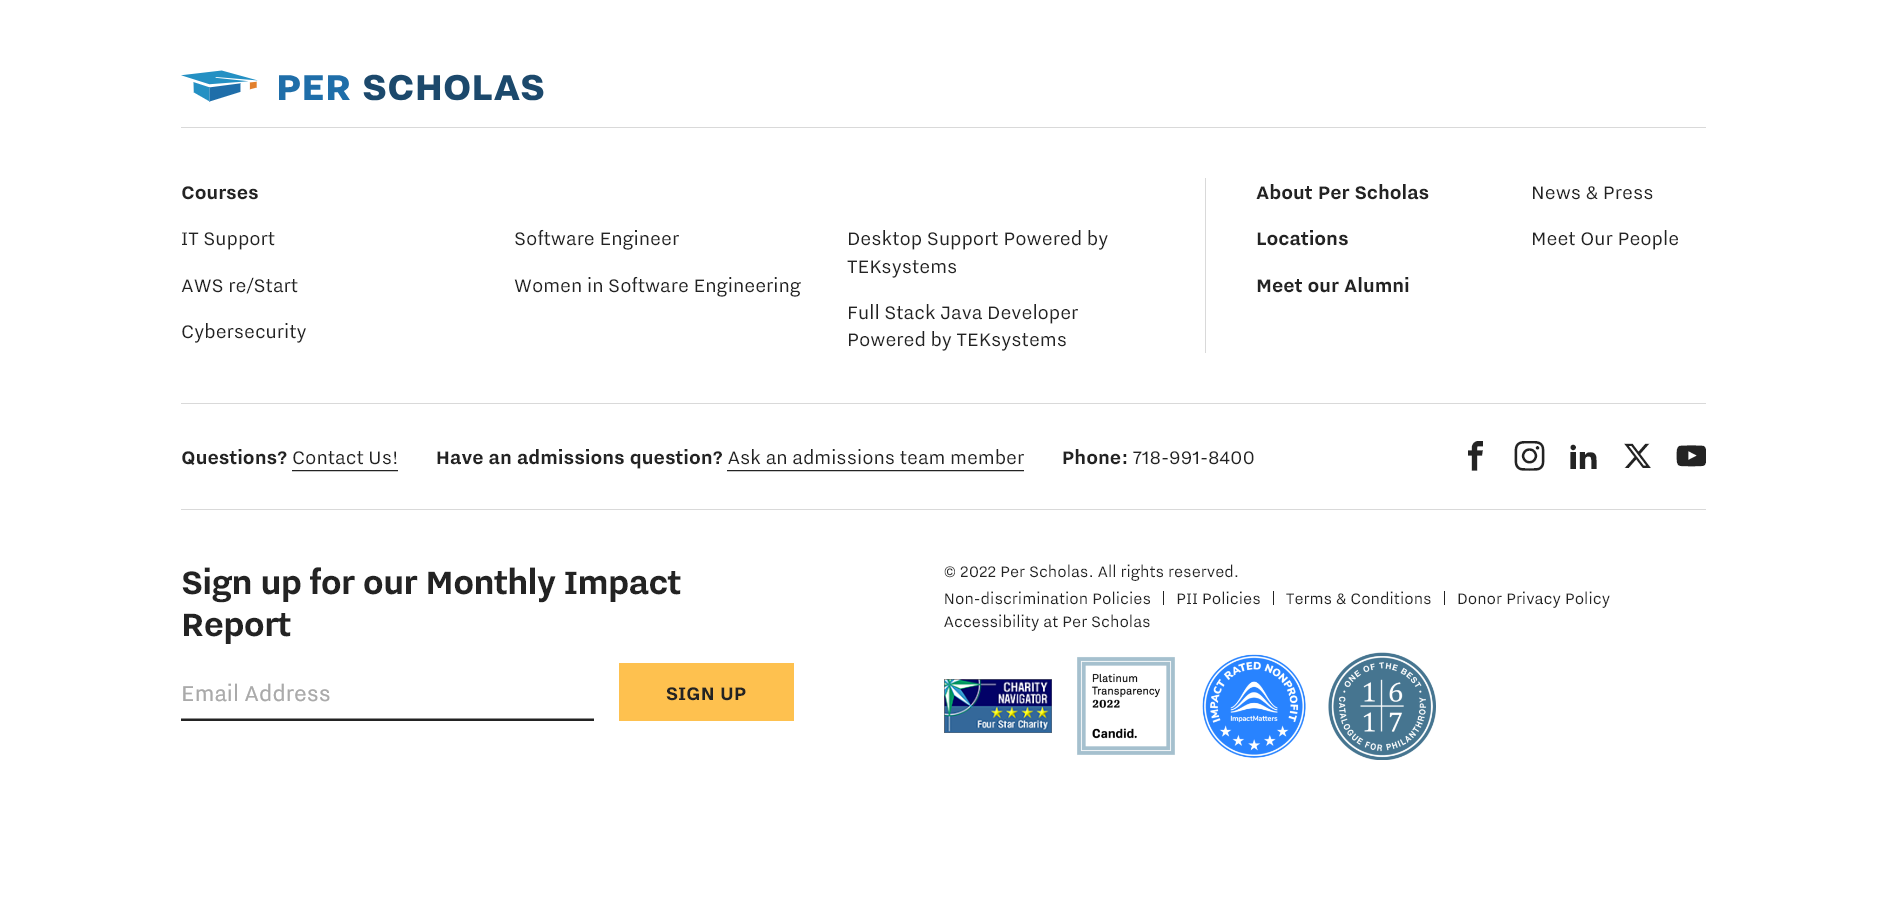 PER SCHOLAS
Courses
IT Support
AWS re/Start
Cybersecurity
Software Engineer
Women in Software Engineering
Desktop Support Powered by
TEKsystems
Full Stack Java Developer
Powered by TEKsystems
About Per Scholas
Locations
Meet our Alumni
News & Press
Meet Our People
Questions? Contact Us!
Have an admissions question? Ask an admissions team member
Phone: 718-991-8400
Sign up for our Monthly Impact
Report
Email Address
SIGN UP
© 2022 Per Scholas. All rights reserved.
Non-discrimination Policies | PII Policies | Terms & Conditions | Donor Privacy Policy
Accessibility at Per Scholas
CHARITY
NAVIGATOR
Four Star Charity
Platinum
Transparency
2022
Candid.
IMPACT RATED NONPROFIT
ImpactMatters
· ONE OF THE BEST ·
16
17
CATALOGUE FOR PHILANTHROPY